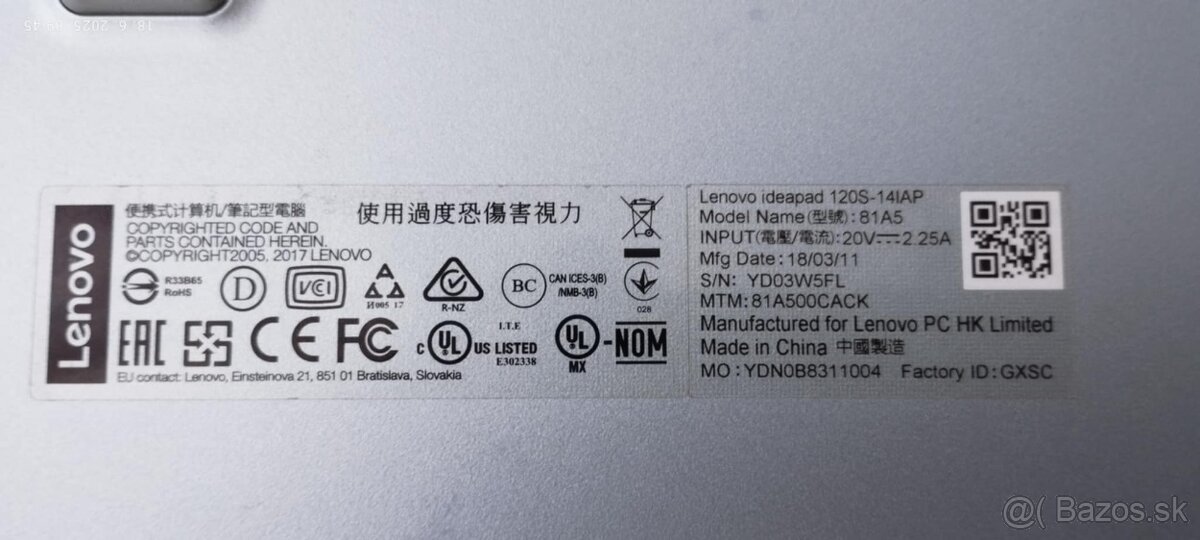 18.6.2025 09:45
Lenovo
便携式计算机/筆記型電腦
COPYRIGHTED CODE AND
PARTS CONTAINED HEREIN.
©COPYRIGHT2005, 2017 LENOVO
使用過度恐傷害視力
R33B65
RoHS
D
VCI
И005 17
R-NZ
BC
CAN ICES-3(B)
/NMB-3(B)
028
EAC
CE
FC
C UL US LISTED
I.T.E
E302338
UL
MX
-NOM
EU contact: Lenovo, Einsteinova 21, 851 01 Bratislava, Slovakia
Lenovo ideapad 120S-14IAP
Model Name(型號):81A5
INPUT(電壓/電流):20V⎓2.25A
Mfg Date:18/03/11
S/N: YD03W5FL
MTM:81A500CACK
Manufactured for Lenovo PC HK Limited
Made in China 中國製造
MO:YDN0B8311004 Factory ID:GXSC
@( Bazos.sk